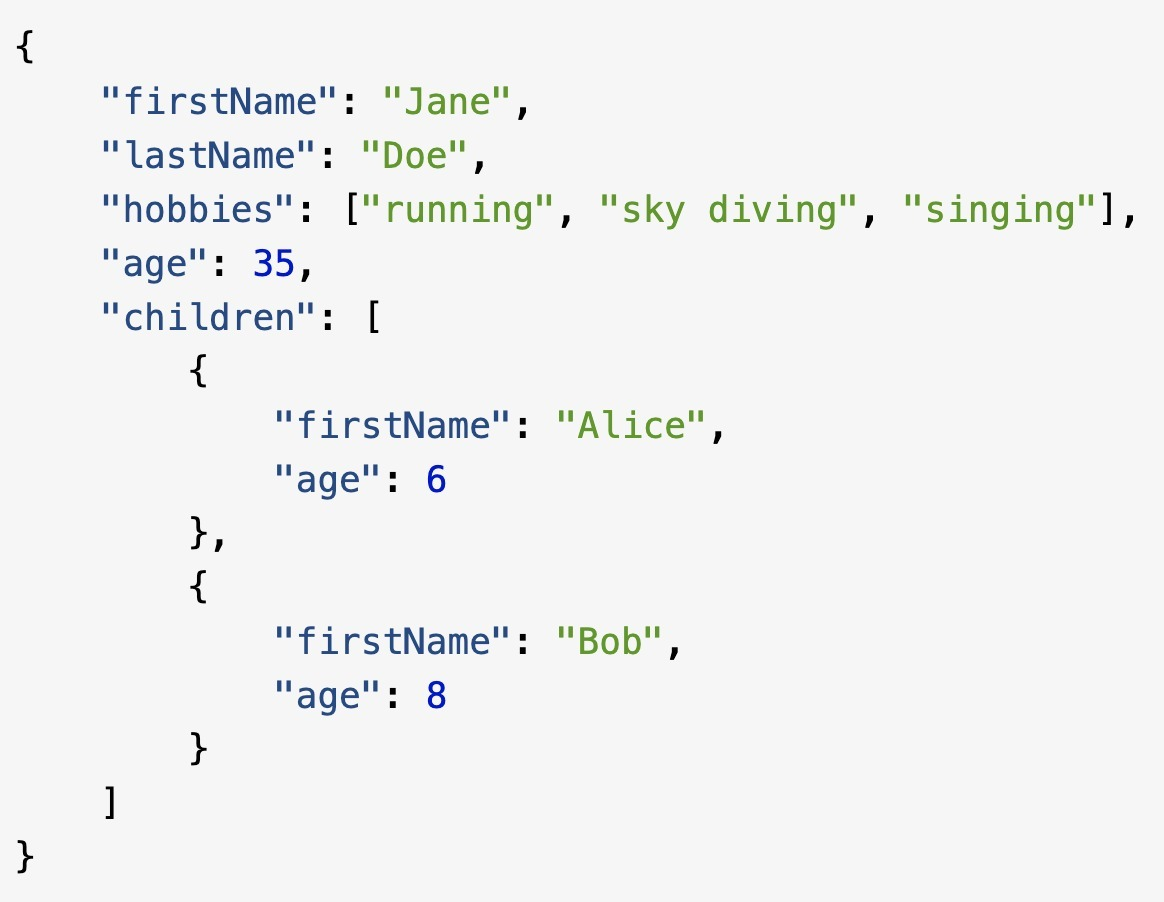 {
    "firstName": "Jane",
    "lastName": "Doe",
    "hobbies": ["running", "sky diving", "singing"],
    "age": 35,
    "children": [
        {
            "firstName": "Alice",
            "age": 6
        },
        {
            "firstName": "Bob",
            "age": 8
        }
    ]
}